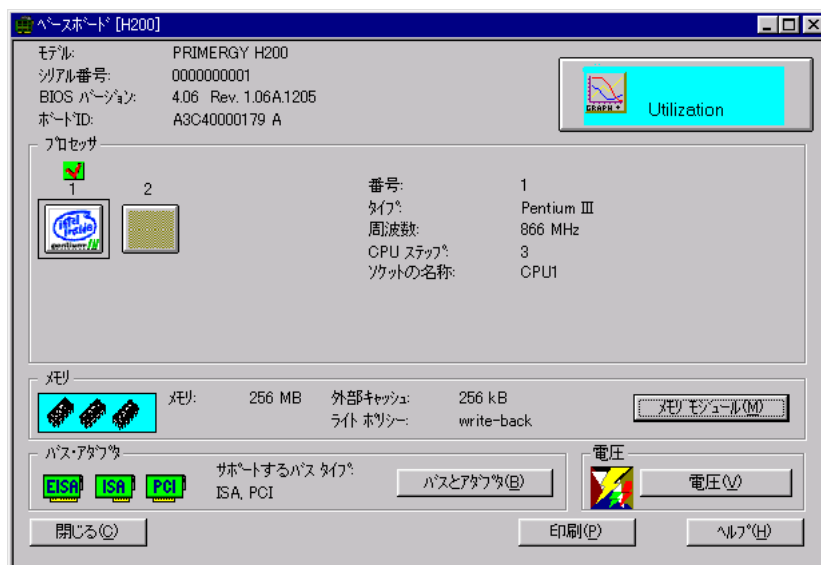 ﾍﾞｰｽﾎﾞｰﾄﾞ [H200]
ﾓﾃﾞﾙ: PRIMERGY H200
ｼﾘｱﾙ番号: 0000000001
BIOS ﾊﾞｰｼﾞｮﾝ: 4.06 Rev. 1.06A.1205
ﾎﾞｰﾄﾞID: A3C40000179 A
GRAPH +
Utilization
ﾌﾟﾛｾｯｻ
1 2
intel inside
pentium III
番号: 1
ﾀｲﾌﾟ: Pentium III
周波数: 866 MHz
CPU ｽﾃｯﾌﾟ: 3
ｿｹｯﾄの名称: CPU1
ﾒﾓﾘ
ﾒﾓﾘ: 256 MB 外部ｷｬｯｼｭ: 256 kB
ﾗｲﾄ ﾎﾟﾘｼｰ: write-back
ﾒﾓﾘ ﾓｼﾞｭｰﾙ(M)
ﾊﾞｽ・ｱﾀﾞﾌﾟﾀ
EISA ISA PCI
ｻﾎﾟｰﾄするﾊﾞｽ ﾀｲﾌﾟ:
ISA, PCI
ﾊﾞｽとｱﾀﾞﾌﾟﾀ(B)
電圧
電圧(V)
閉じる(C) 印刷(P) ﾍﾙﾌﾟ(H)